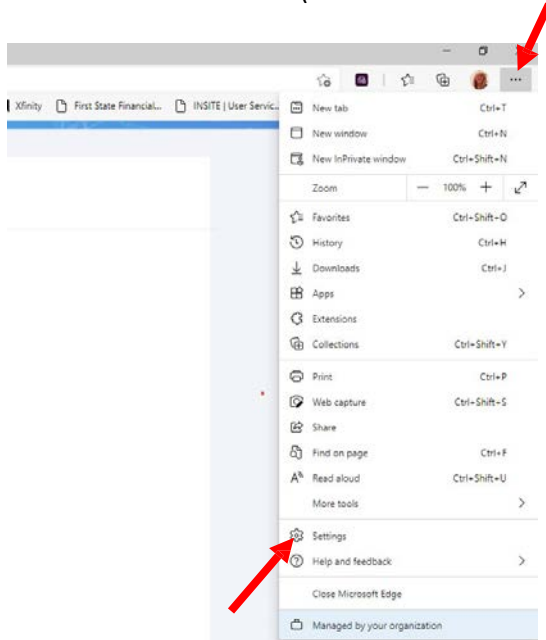 Xfinity First State Financial... INSITE | User Servic...
New tab Ctrl+T
New window Ctrl+N
New InPrivate window Ctrl+Shift+N
Zoom — 100% +
Favorites Ctrl+Shift+O
History Ctrl+H
Downloads Ctrl+J
Apps
Extensions
Collections Ctrl+Shift+Y
Print Ctrl+P
Web capture Ctrl+Shift+S
Share
Find on page Ctrl+F
Read aloud Ctrl+Shift+U
More tools
Settings
Help and feedback
Close Microsoft Edge
Managed by your organization